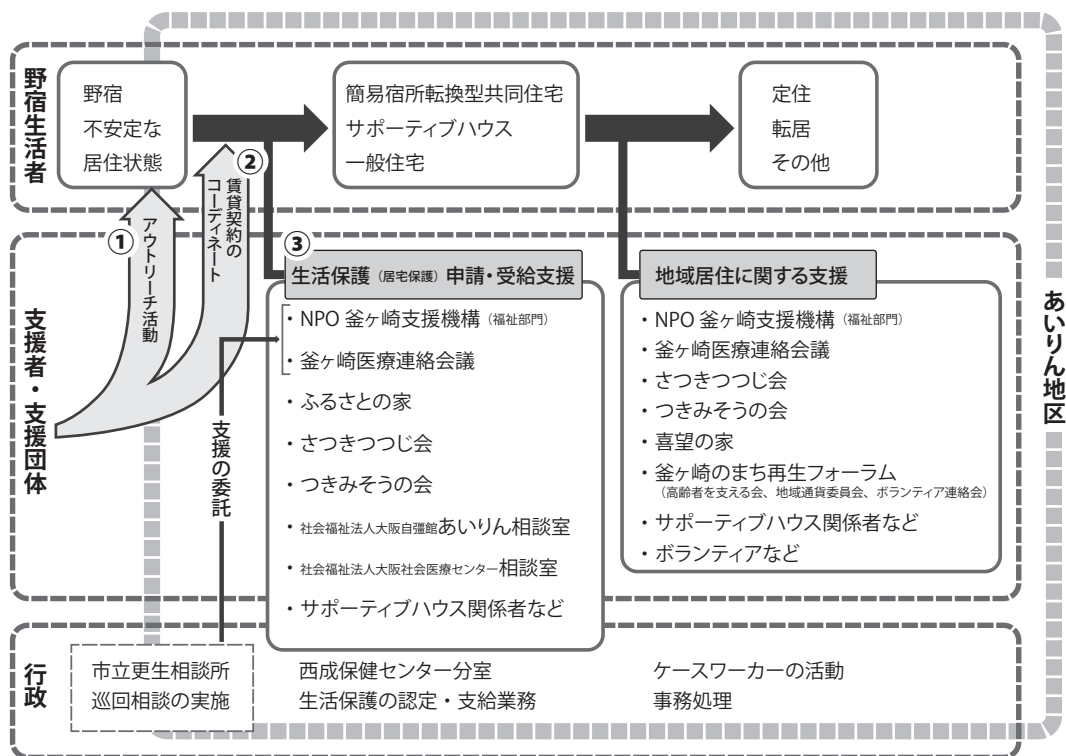 野宿生活者
野宿
不安定な
居住状態
簡易宿所転換型共同住宅
サポーティブハウス
一般住宅
定住
転居
その他
①
アウトリーチ活動
②
賃貸契約の
コーディネート
支援者・支援団体
③
生活保護（居宅保護）申請・受給支援
・NPO 釜ヶ崎支援機構（福祉部門）
・釜ヶ崎医療連絡会議
・ふるさとの家
・さつきつつじ会
・つきみそうの会
・社会福祉法人大阪自彊館あいりん相談室
・社会福祉法人大阪社会医療センター相談室
・サポーティブハウス関係者など
地域居住に関する支援
・NPO 釜ヶ崎支援機構（福祉部門）
・釜ヶ崎医療連絡会議
・さつきつつじ会
・つきみそうの会
・喜望の家
・釜ヶ崎のまち再生フォーラム
（高齢者を支える会、地域通貨委員会、ボランティア連絡会）
・サポーティブハウス関係者など
・ボランティアなど
支援の委託
あいりん地区
行政
市立更生相談所
巡回相談の実施
西成保健センター分室
生活保護の認定・支給業務
ケースワーカーの活動
事務処理